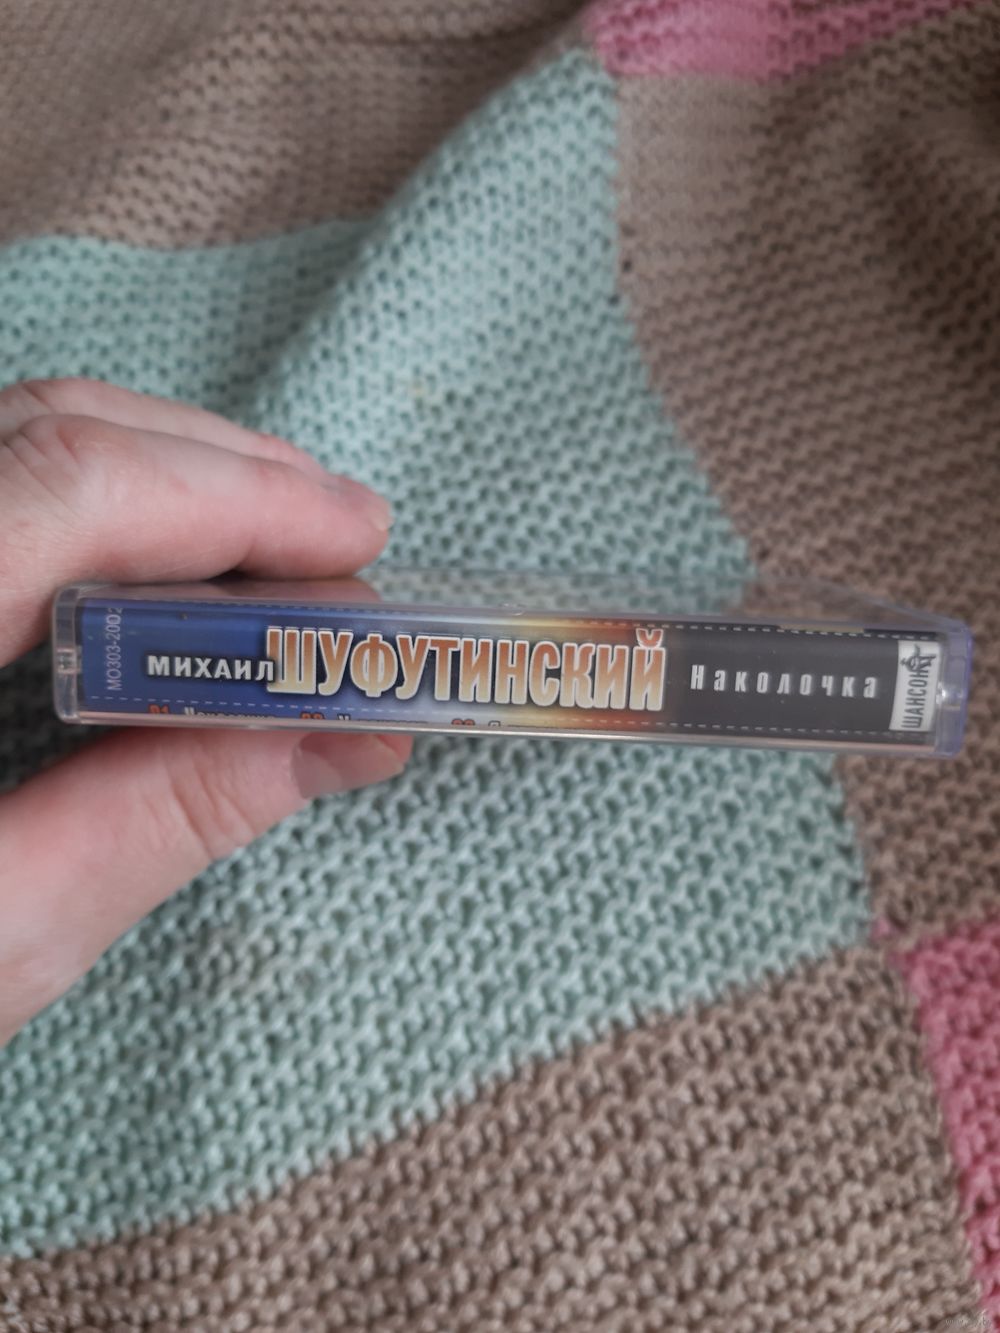 МО303-2002
МИХАИЛ ШУФУТИНСКИЙ
Наколочка
ШАНСОН